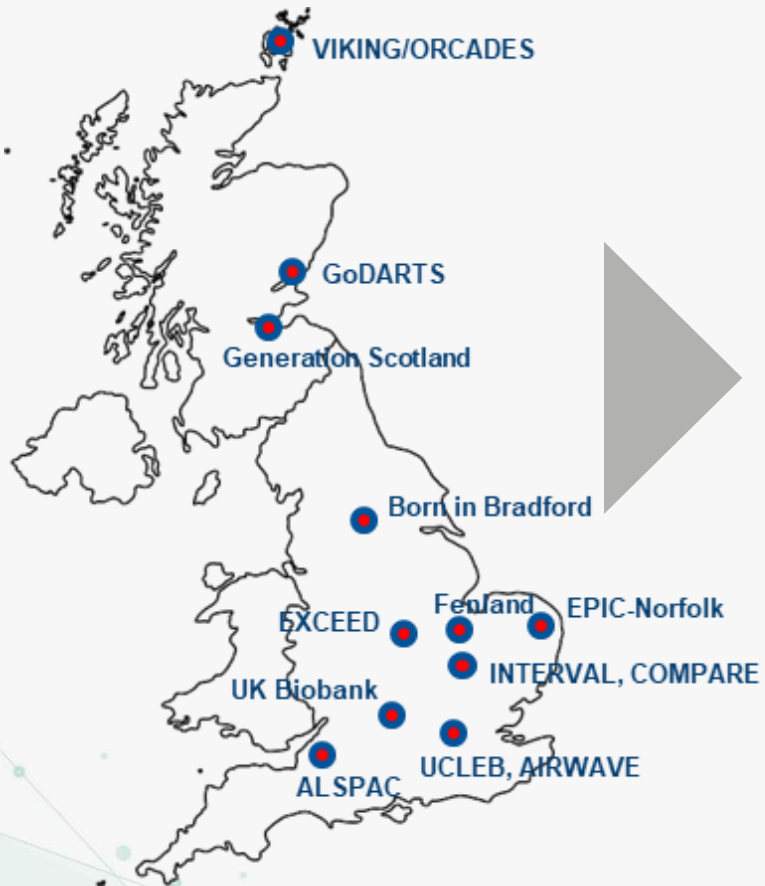 VIKING/ORCADES
GoDARTS
Generation Scotland
Born in Bradford
Fenland
EPIC-Norfolk
EXCEED
INTERVAL, COMPARE
UK Biobank
UCLEB, AIRWAVE
ALSPAC